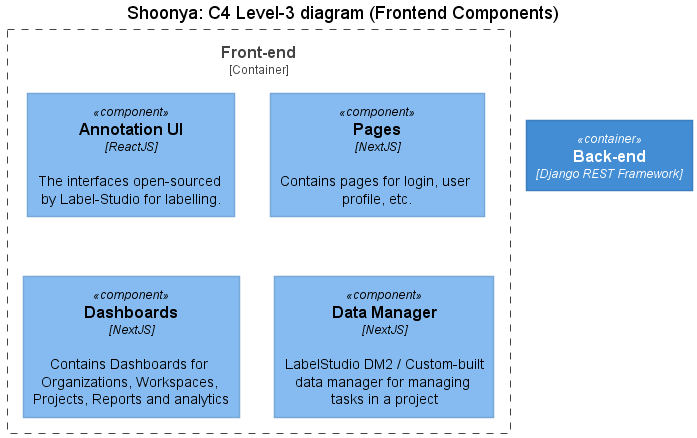 Shoonya: C4 Level-3 diagram (Frontend Components)
Front-end
[Container]
«component»
Annotation UI
[ReactJS]
The interfaces open-sourced
by Label-Studio for labelling.
«component»
Pages
[NextJS]
Contains pages for login, user
profile, etc.
«container»
Back-end
[Django REST Framework]
«component»
Dashboards
[NextJS]
Contains Dashboards for
Organizations, Workspaces,
Projects, Reports and analytics
«component»
Data Manager
[NextJS]
LabelStudio DM2 / Custom-built
data manager for managing
tasks in a project